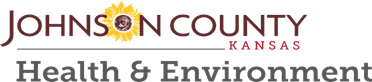 JOHNSON COUNTY
KANSAS
Health & Environment